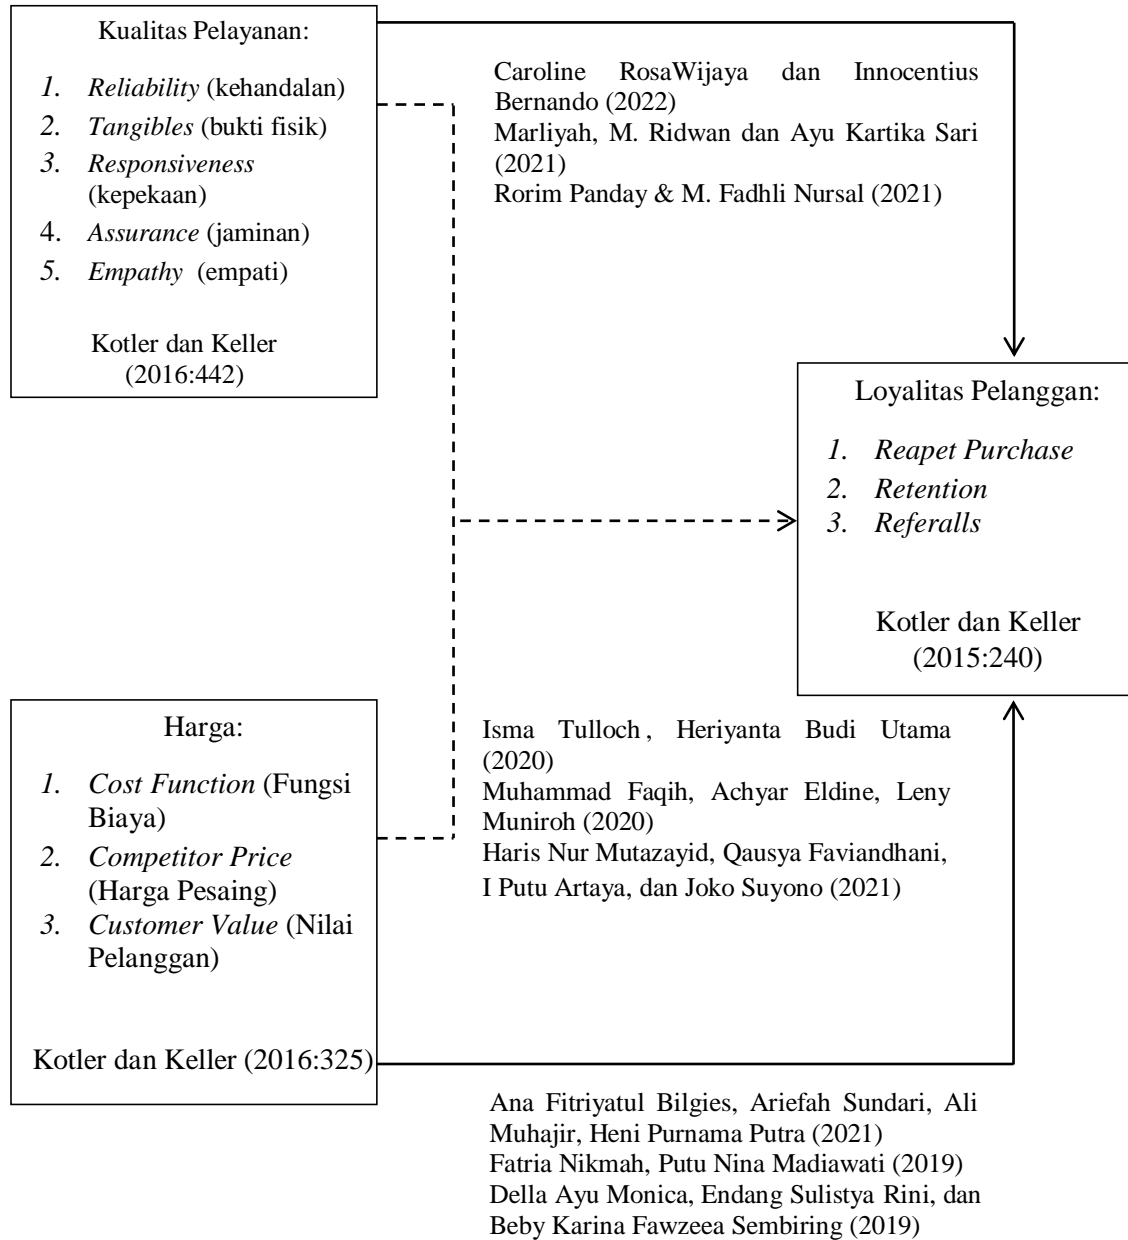 Kualitas Pelayanan:
1. Reliability (kehandalan)
2. Tangibles (bukti fisik)
3. Responsiveness
(kepekaan)
4. Assurance (jaminan)
5. Empathy (empati)
Kotler dan Keller
(2016:442)
Caroline RosaWijaya dan Innocentius
Bernando (2022)
Marliyah, M. Ridwan dan Ayu Kartika Sari
(2021)
Rorim Panday & M. Fadhli Nursal (2021)
Loyalitas Pelanggan:
1. Reapet Purchase
2. Retention
3. Referalls
Kotler dan Keller
(2015:240)
Harga:
1. Cost Function (Fungsi
Biaya)
2. Competitor Price
(Harga Pesaing)
3. Customer Value (Nilai
Pelanggan)
Kotler dan Keller (2016:325)
Isma Tulloch, Heriyanta Budi Utama
(2020)
Muhammad Faqih, Achyar Eldine, Leny
Muniroh (2020)
Haris Nur Mutazayid, Qausya Faviandhani,
I Putu Artaya, dan Joko Suyono (2021)
Ana Fitriyatul Bilgies, Ariefah Sundari, Ali
Muhajir, Heni Purnama Putra (2021)
Fatria Nikmah, Putu Nina Madiawati (2019)
Della Ayu Monica, Endang Sulistya Rini, dan
Beby Karina Fawzeea Sembiring (2019)